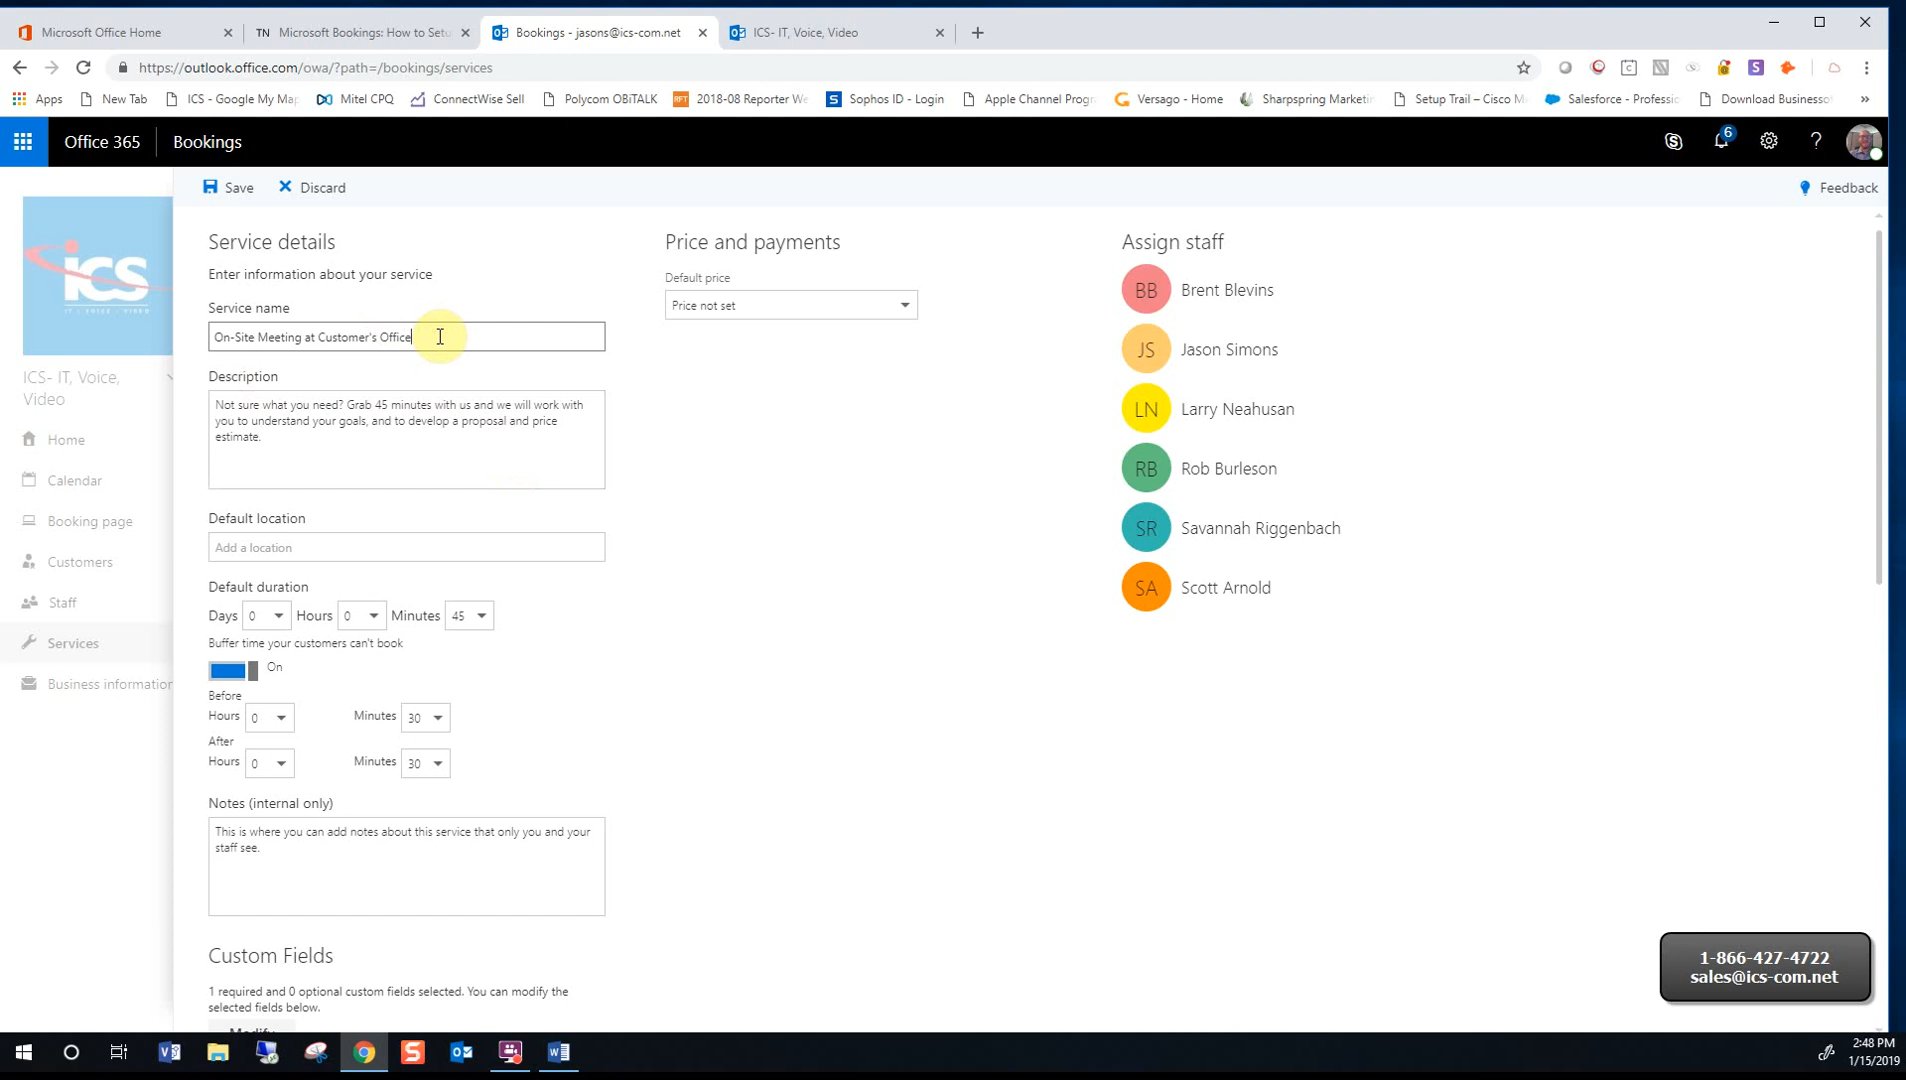 Microsoft Office Home
TN Microsoft Bookings: How to Setu
Bookings - jasons@ics-com.net
ICS- IT, Voice, Video
https://outlook.office.com/owa/?path=/bookings/services
Apps
New Tab
ICS - Google My Ma
Mitel CPQ
ConnectWise Sell
Polycom OBiTALK
RFT 2018-08 Reporter We
Sophos ID - Login
Apple Channel Progr
Versago - Home
Sharpspring Marketin
Setup Trail – Cisco M
Salesforce - Professio
Download Businesso
Office 365
Bookings
6
Save
Discard
Feedback
ICS
IT | VOICE | VIDEO
ICS- IT, Voice,
Video
Home
Calendar
Booking page
Customers
Staff
Services
Business information
Service details
Enter information about your service
Service name
On-Site Meeting at Customer's Office
Description
Not sure what you need? Grab 45 minutes with us and we will work with
you to understand your goals, and to develop a proposal and price
estimate.
Default location
Add a location
Default duration
Days 0 Hours 0 Minutes 45
Buffer time your customers can't book
On
Before
Hours 0 Minutes 30
After
Hours 0 Minutes 30
Notes (internal only)
This is where you can add notes about this service that only you and your
staff see.
Custom Fields
1 required and 0 optional custom fields selected. You can modify the
selected fields below.
Modify
Price and payments
Default price
Price not set
Assign staff
BB Brent Blevins
JS Jason Simons
LN Larry Neahusan
RB Rob Burleson
SR Savannah Riggenbach
SA Scott Arnold
1-866-427-4722
sales@ics-com.net
2:48 PM
1/15/2019